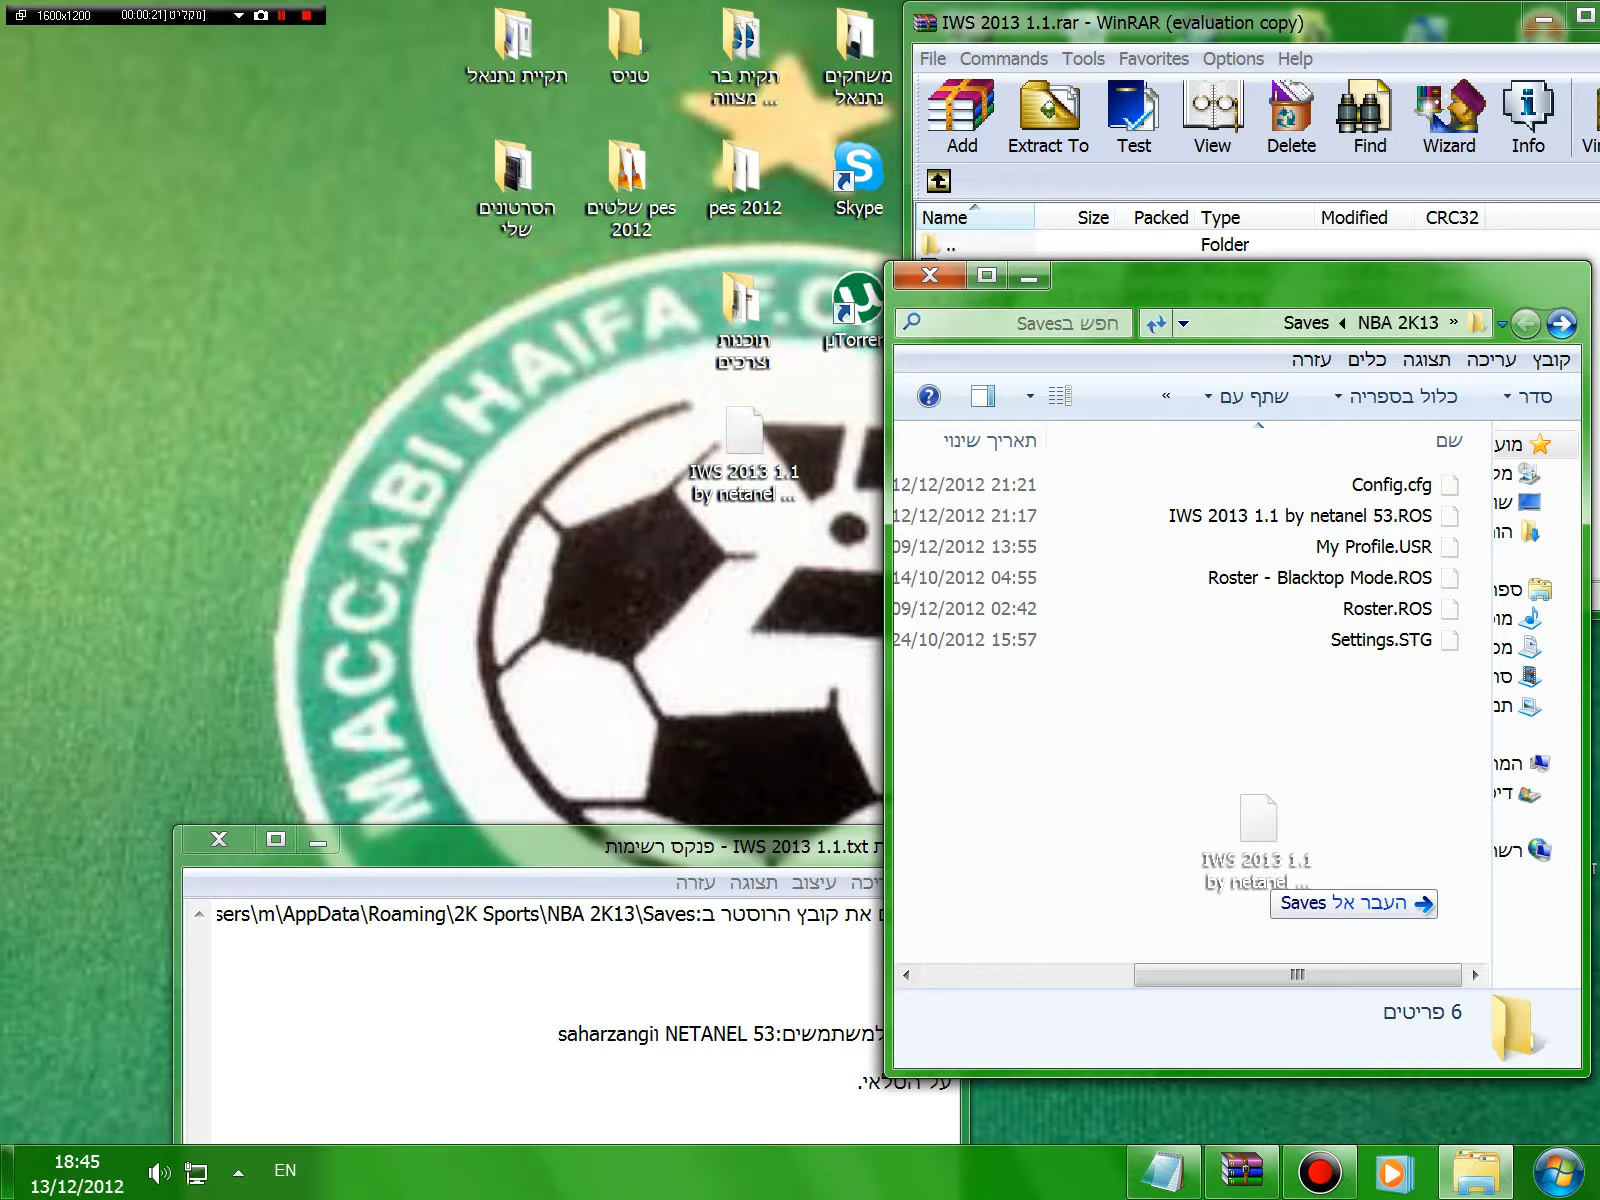 1600x1200 00:00:21 [מקליט]
תקיית נתנאל
טניס
תקית בר
מצווה ...
משחקים
נתנאל
הסרטונים
שלי
שלטים pes
2012
pes 2012
Skype
תוכנות
וצרכים
µTorrent
IWS 2013 1.1
by netanel ...
MACCABI HAIFA F.C
IWS 2013 1.1.rar - WinRAR (evaluation copy)
File Commands Tools Favorites Options Help
Add Extract To Test View Delete Find Wizard Info
Name Size Packed Type Modified CRC32
.. Folder
חפש בSaves
Saves NBA 2K13 »
קובץ עריכה תצוגה כלים עזרה
סדר כלול בספריה שתף עם »
שם תאריך שינוי
Config.cfg 12/12/2012 21:21
IWS 2013 1.1 by netanel 53.ROS 12/12/2012 21:17
My Profile.USR 09/12/2012 13:55
Roster - Blacktop Mode.ROS 14/10/2012 04:55
Roster.ROS 09/12/2012 02:42
Settings.STG 24/10/2012 15:57
IWS 2013 1.1
by netanel ...
העבר אל Saves
6 פריטים
IWS 2013 1.1.txt - פנקס רשימות
עיצוב תצוגה עזרה
את קובץ הרוסטר ב:sers\m\AppData\Roaming\2K Sports\NBA 2K13\Saves
למשתמשים:NETANEL 53 וsaharzangi
על הסלאי.
18:45
13/12/2012
EN